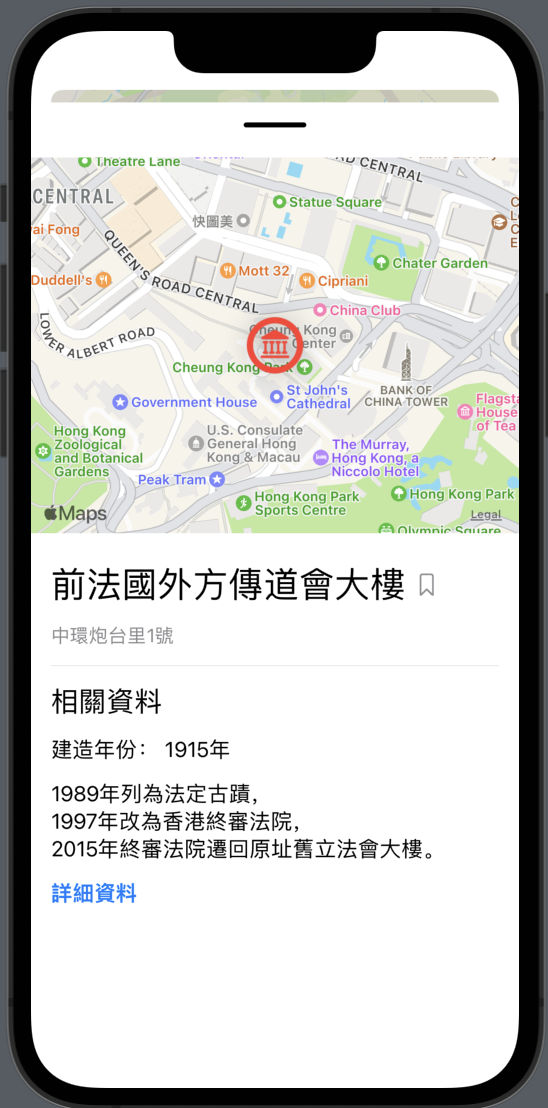 Theatre Lane
CENTRAL
RD CENTRAL
Statue Square
快圖美
ai Fong
Chater Garden
QUEEN'S ROAD CENTRAL
Mott 32
Cipriani
Duddell's
China Club
LOWER ALBERT ROAD
Cheung Kong
Center
Cheung Kong Park
St John's
Cathedral
BANK OF
CHINA TOWER
Government House
Flagsta
House
of Tea
Hong Kong
Zoological
and Botanical
Gardens
U.S. Consulate
General Hong
Kong & Macau
The Murray,
Hong Kong, a
Niccolo Hotel
Peak Tram
Hong Kong Park
Sports Centre
Hong Kong Park
Maps
Legal
Olympic Square
前法國外方傳道會大樓
中環炮台里1號
相關資料
建造年份： 1915年
1989年列為法定古蹟，
1997年改為香港終審法院，
2015年終審法院遷回原址舊立法會大樓。
詳細資料